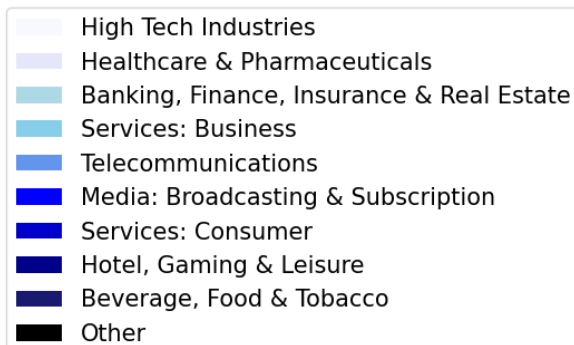 High Tech Industries
Healthcare & Pharmaceuticals
Banking, Finance, Insurance & Real Estate
Services: Business
Telecommunications
Media: Broadcasting & Subscription
Services: Consumer
Hotel, Gaming & Leisure
Beverage, Food & Tobacco
Other